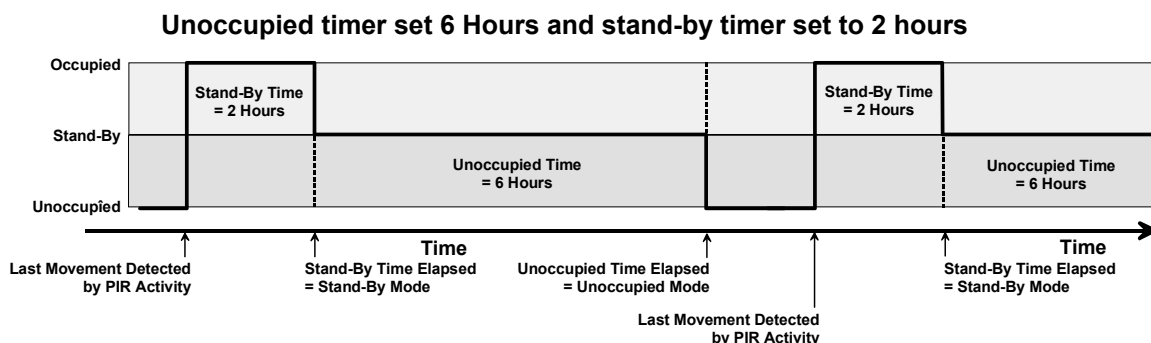 Unoccupied timer set 6 Hours and stand-by timer set to 2 hours
Occupied
Stand-By Time
= 2 Hours
Stand-By Time
= 2 Hours
Stand-By
Unoccupied Time
= 6 Hours
Unoccupied Time
= 6 Hours
Unoccupied
Time
Time
Last Movement Detected
by PIR Activity
Stand-By Time Elapsed
= Stand-By Mode
Unoccupied Time Elapsed
= Unoccupied Mode
Stand-By Time Elapsed
= Stand-By Mode
Last Movement Detected
by PIR Activity